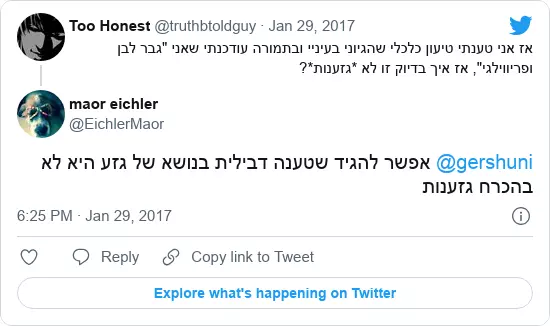 Too Honest @truthbtoldguy · Jan 29, 2017
אז אני טענתי טיעון כלכלי שהגיוני בעיניי ובתמורה עודכנתי שאני "גבר לבן
ופריווילגי", אז איך בדיוק זו לא *גזענות*?
maor eichler
@EichlerMaor
@gershuni אפשר להגיד שטענה דבילית בנושא של גזע היא לא
בהכרח גזענות
6:25 PM · Jan 29, 2017
Reply Copy link to Tweet
Explore what's happening on Twitter